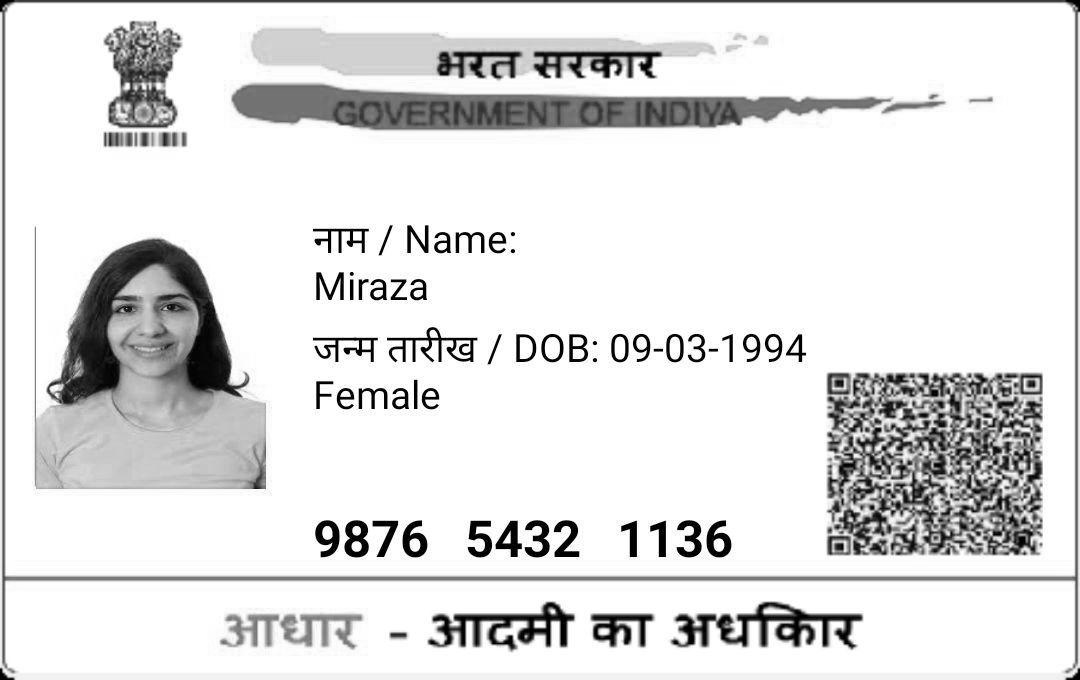 भरत सरकार
GOVERNMENT OF INDIYA
नाम / Name:
Miraza
जन्म तारीख / DOB: 09-03-1994
Female
9876 5432 1136
आधार - आदमी का अधकिार